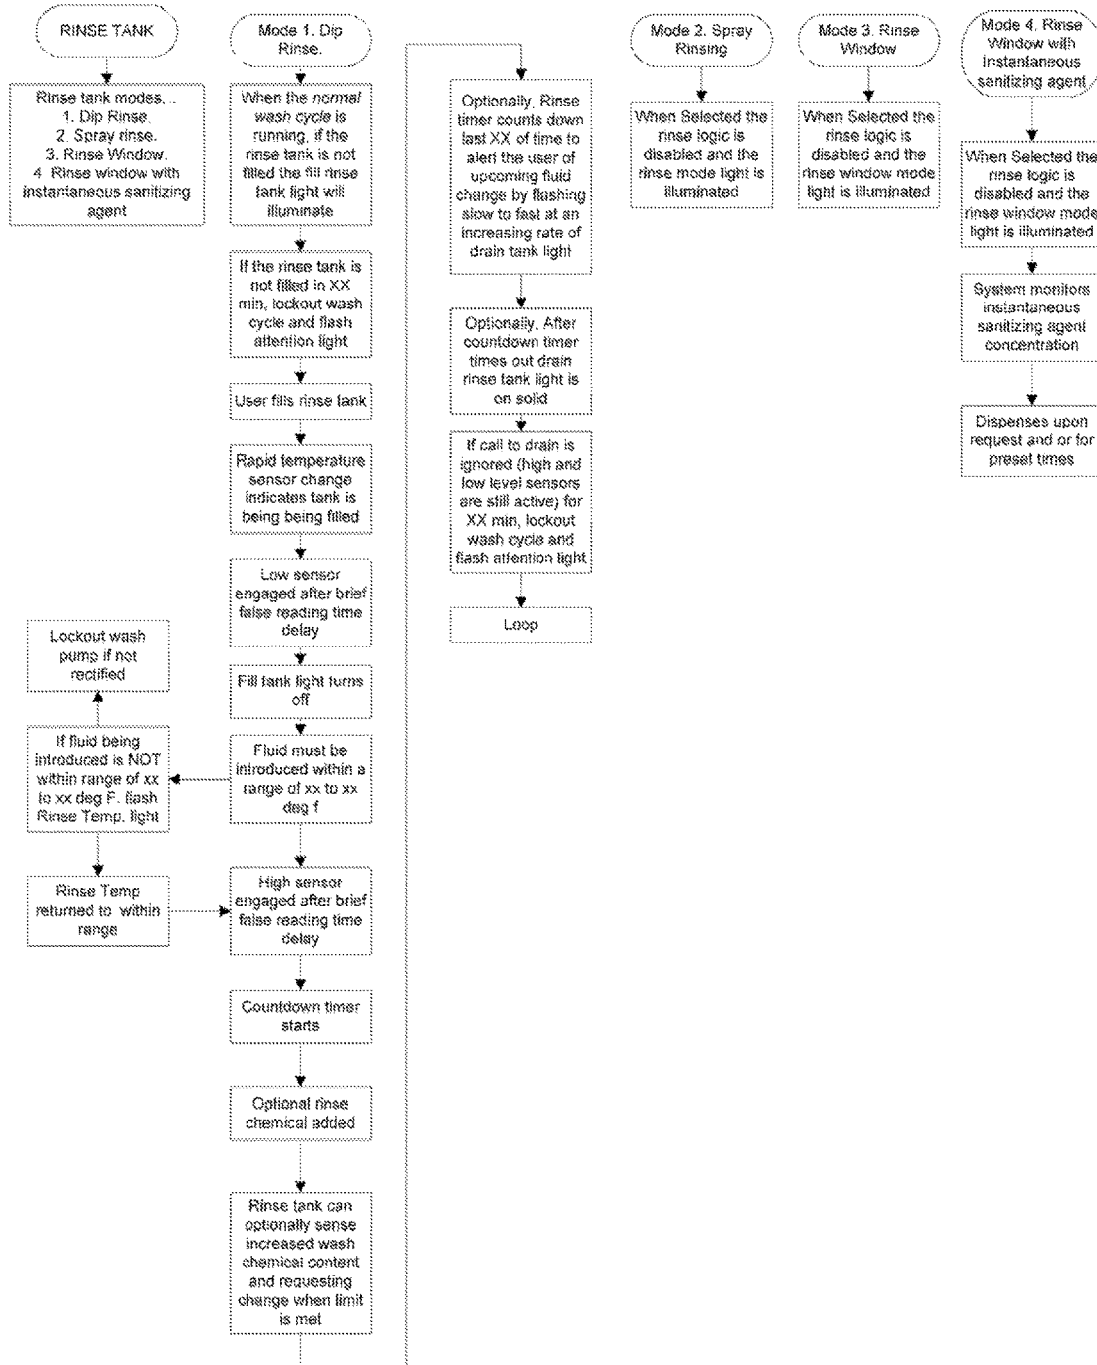 RINSE TANK
Rinse tank modes...
1. Dip Rinse.
2. Spray rinse.
3. Rinse Window.
4 Rinse window with
instantaneous sanitizing
agent
Mode 1. Dip
Rinse.
When the normal
wash cycle is
running, if the
rinse tank is not
filled the fill rinse
tank light will
illuminate
If the rinse tank is
not filled in XX
min, lockout wash
cycle and flash
attention light
User fills rinse tank
Rapid temperature
sensor change
indicates tank is
being being filled
Low sensor
engaged after brief
false reading time
delay
Fill tank light turns
off
Fluid must be
introduced within a
range of xx to xx
deg f
Lockout wash
pump if not
rectified
If fluid being
introduced is NOT
within range of xx
to xx deg F. flash
Rinse Temp. light
Rinse Temp
returned to within
range
High sensor
engaged after brief
false reading time
delay
Countdown timer
starts
Optional rinse
chemical added
Rinse tank can
optionally sense
increased wash
chemical content
and requesting
change when limit
is met
Optionally, Rinse
timer counts down
last XX of time to
alert the user of
upcoming fluid
change by flashing
slow to fast at an
increasing rate of
drain tank light
Optionally, After
countdown timer
times out drain
rinse tank light is
on solid
If call to drain is
ignored (high and
low level sensors
are still active) for
XX min, lockout
wash cycle and
flash attention light
Loop
Mode 2. Spray
Rinsing
When Selected the
rinse logic is
disabled and the
rinse mode light is
illuminated
Mode 3. Rinse
Window
When Selected the
rinse logic is
disabled and the
rinse window mode
light is illuminated
Mode 4. Rinse
Window with
instantaneous
sanitizing agent
When Selected the
rinse logic is
disabled and the
rinse window mode
light is illuminated
System monitors
instantaneous
sanitizing agent
concentration
Dispenses upon
request and or for
preset times